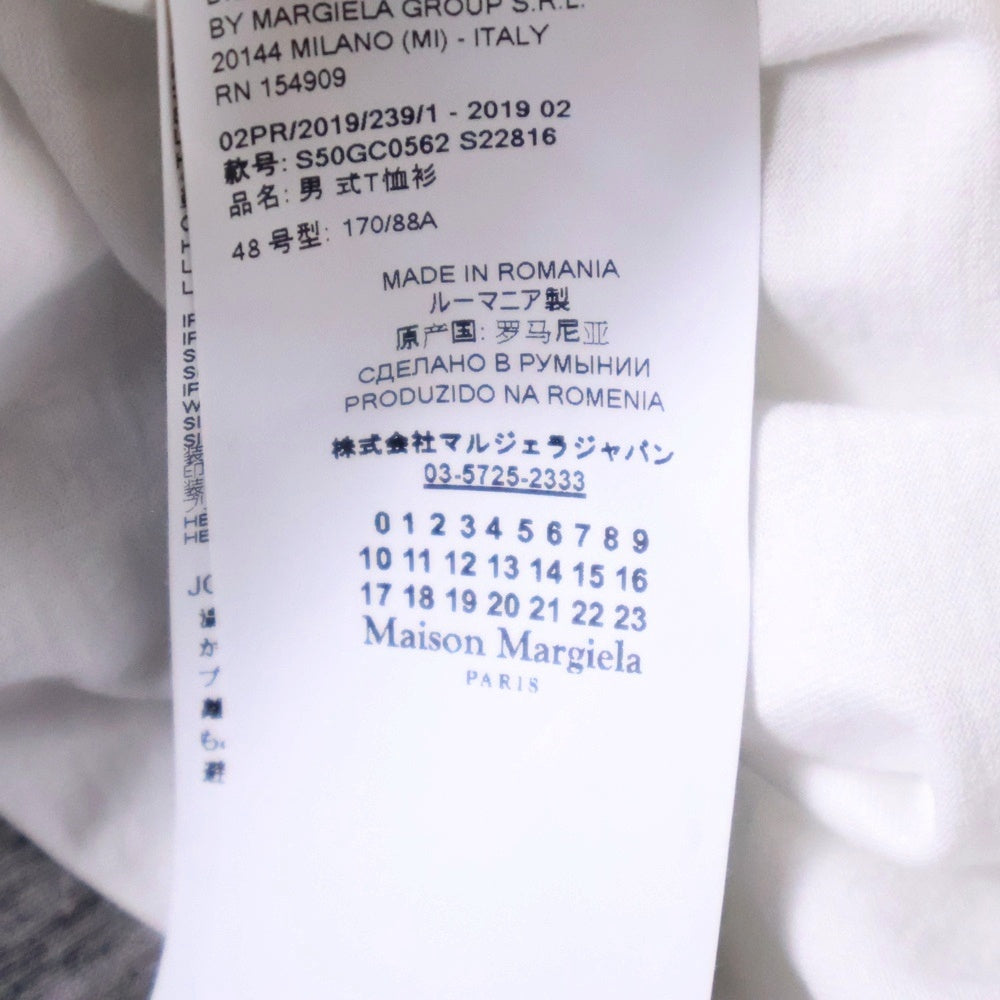 BY MARGIELA GROUP S.R.L.
20144 MILANO (MI) - ITALY
RN 154909
02PR/2019/239/1 - 2019 02
款号: S50GC0562 S22816
品名: 男 式T恤衫
48 号型: 170/88A
MADE IN ROMANIA
ルーマニア製
原产国: 罗马尼亚
СДЕЛАНО В РУМЫНИИ
PRODUZIDO NA ROMENIA
株式会社マルジェラジャパン
03-5725-2333
0 1 2 3 4 5 6 7 8 9
10 11 12 13 14 15 16
17 18 19 20 21 22 23
Maison Margiela
PARIS